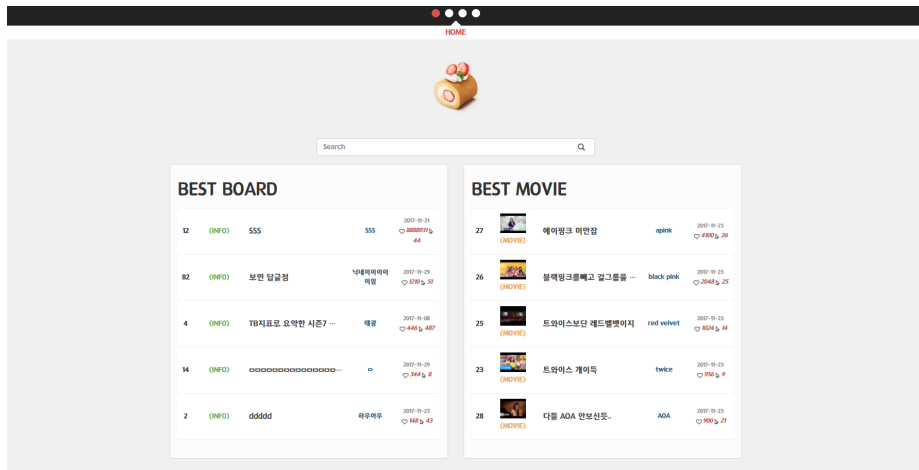 HOME
Search
BEST BOARD
12 (INFO) SSS SSS 2017-11-21
8888931 44
82 (INFO) 보면 답글점 닉네이이이이이임 2017-11-29
1210 51
4 (INFO) TB지표로 요약한 시즌7 ... 태광 2017-11-08
446 487
14 (INFO) ㅁㅁㅁㅁㅁㅁㅁㅁㅁㅁㅁㅁㅁㅁㅁ... ㅁ 2017-11-29
344 8
2 (INFO) ddddd 하우아우 2017-11-23
148 43
BEST MOVIE
27 (MOVIE) 에이핑크 미만잡 apink 2017-11-23
4100 26
26 (MOVIE) 블랙핑크를빼고 걸그룹을 ... black pink 2017-11-23
2048 25
25 (MOVIE) 트와이스보단 레드벨벳이지 red velvet 2017-11-23
1024 14
23 (MOVIE) 트와이스 개이득 twice 2017-11-23
956 9
28 (MOVIE) 다들 AOA 안보신듯.. AOA 2017-11-23
900 21